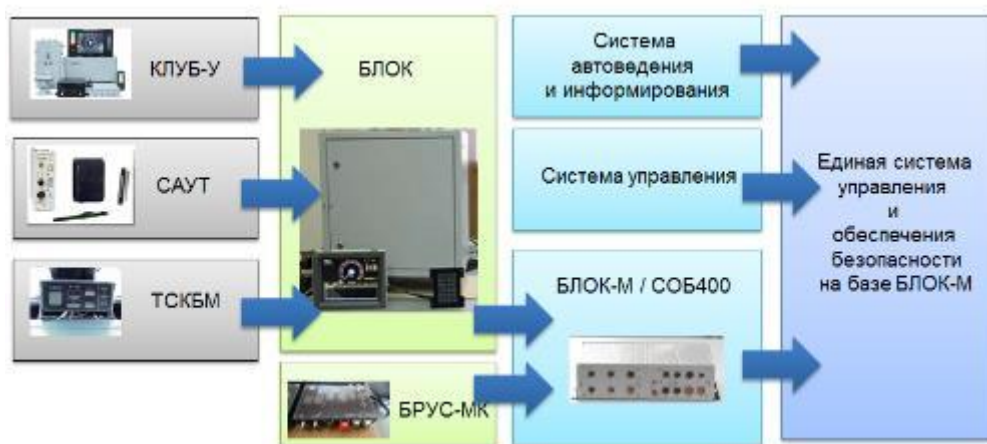 КЛУБ-У
САУТ
ТСКБМ
БЛОК
БРУС-МК
Система
автоведения
и информирования
Система управления
БЛОК-М / СОБ400
Единая система
управления
и
обеспечения
безопасности
на базе БЛОК-М